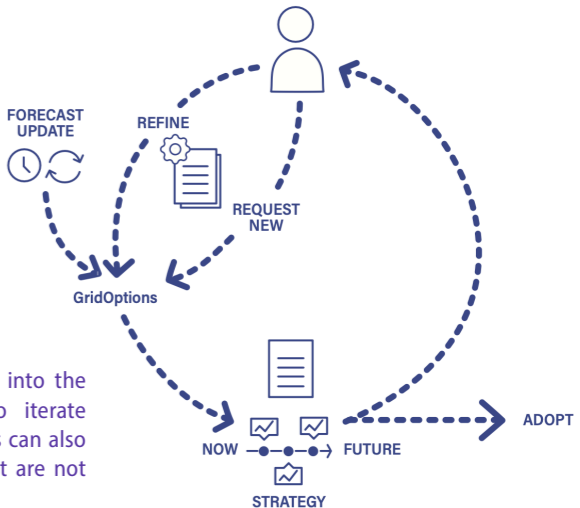 FORECAST
UPDATE
REFINE
REQUEST
NEW
GridOptions
into the
iterate
can also
t are not
NOW
FUTURE
STRATEGY
ADOPT